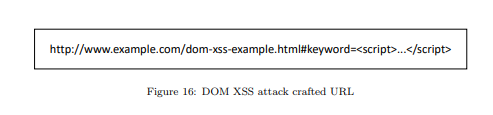 http://www.example.com/dom-xss-example.html#keyword=<script>...</script>
Figure 16: DOM XSS attack crafted URL